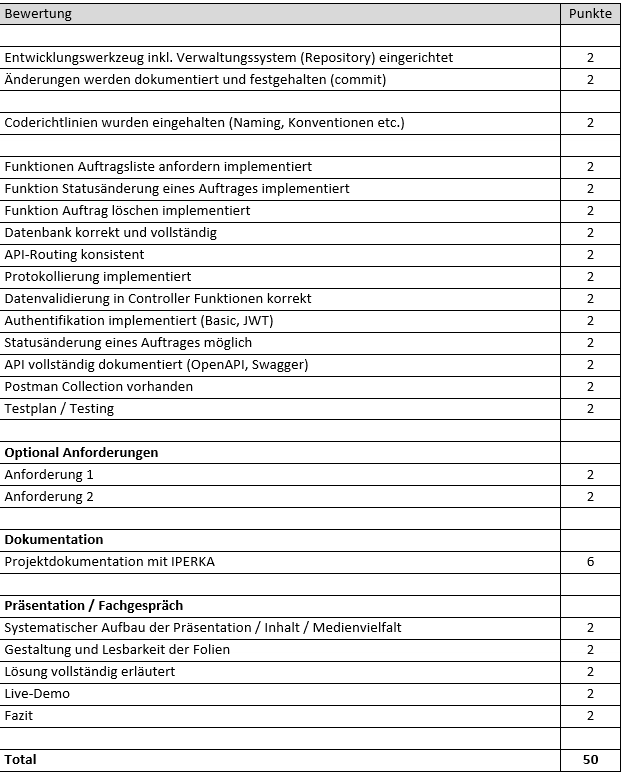 Bewertung Punkte
Entwicklungswerkzeug inkl. Verwaltungssystem (Repository) eingerichtet 2
Änderungen werden dokumentiert und festgehalten (commit) 2
Coderichtlinien wurden eingehalten (Naming, Konventionen etc.) 2
Funktionen Auftragsliste anfordern implementiert 2
Funktion Statusänderung eines Auftrages implementiert 2
Funktion Auftrag löschen implementiert 2
Datenbank korrekt und vollständig 2
API-Routing konsistent 2
Protokollierung implementiert 2
Datenvalidierung in Controller Funktionen korrekt 2
Authentifikation implementiert (Basic, JWT) 2
Statusänderung eines Auftrages möglich 2
API vollständig dokumentiert (OpenAPI, Swagger) 2
Postman Collection vorhanden 2
Testplan / Testing 2
Optional Anforderungen
Anforderung 1 2
Anforderung 2 2
Dokumentation
Projektdokumentation mit IPERKA 6
Präsentation / Fachgespräch
Systematischer Aufbau der Präsentation / Inhalt / Medienvielfalt 2
Gestaltung und Lesbarkeit der Folien 2
Lösung vollständig erläutert 2
Live-Demo 2
Fazit 2
Total 50